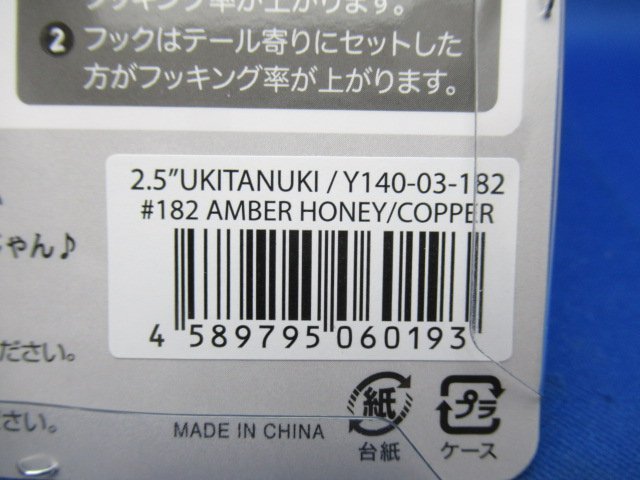 フッキング率が上がります。
❷ フックはテール寄りにセットした
方がフッキング率が上がります。
2.5”UKITANUKI / Y140-03-182
#182 AMBER HONEY/COPPER
ゃん♪
4 589795 060193
ださい。
さい。
MADE IN CHINA
紙
台紙
プラ
ケース